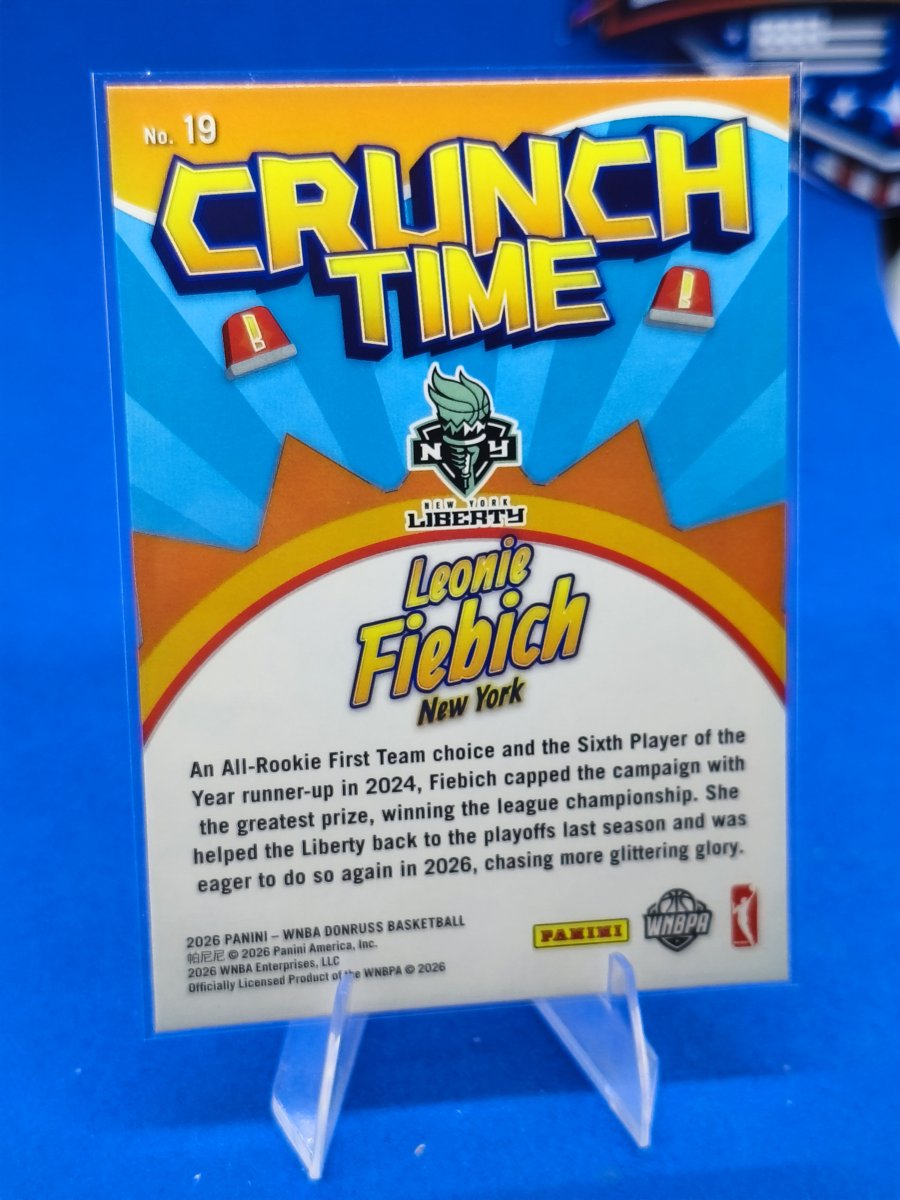 No. 19
CRUNCH
TIME
!
!
N Y
NEW YORK
LIBERTY
Leonie
Fiebich
New York
An All-Rookie First Team choice and the Sixth Player of the
Year runner-up in 2024, Fiebich capped the campaign with
the greatest prize, winning the league championship. She
helped the Liberty back to the playoffs last season and was
eager to do so again in 2026, chasing more glittering glory.
2026 PANINI – WNBA DONRUSS BASKETBALL
帕尼尼 © 2026 Panini America, Inc.
2026 WNBA Enterprises, LLC
Officially Licensed Product of the WNBPA © 2026
PANINI
WNBPA